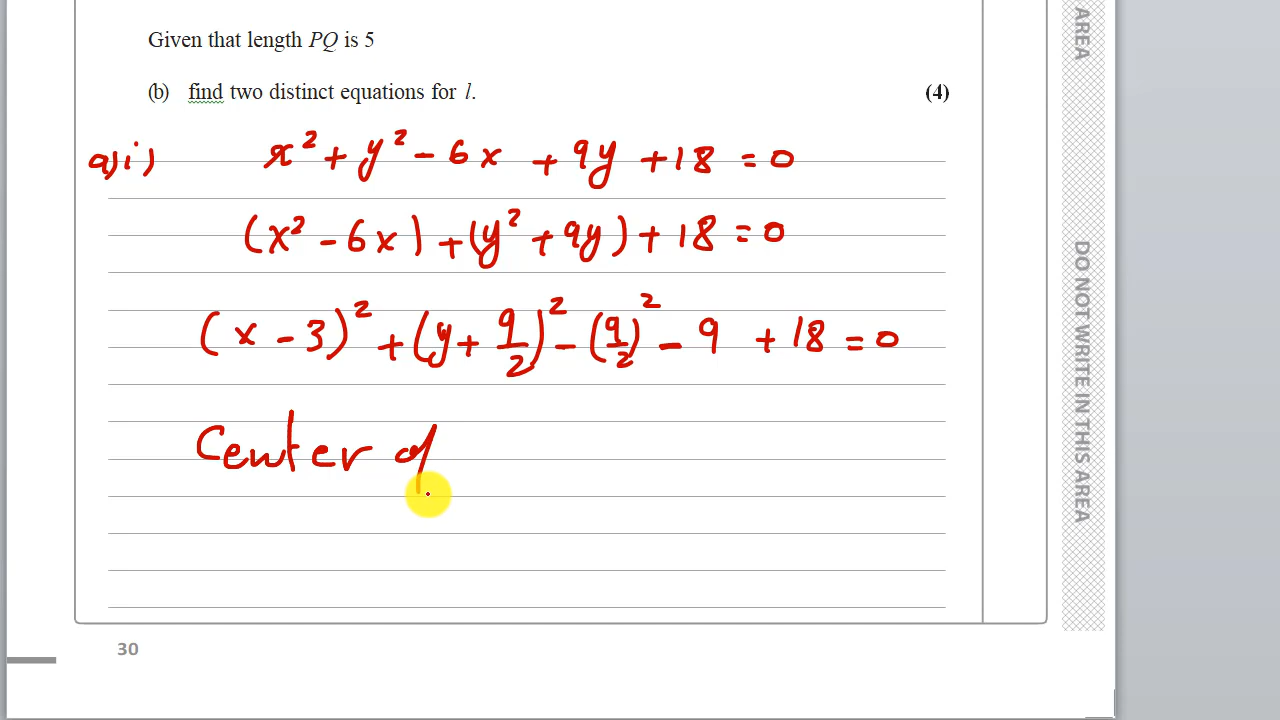 Given that length PQ is 5
(b) find two distinct equations for l. (4)
a)i) x² + y² - 6x + 9y + 18 = 0
(x² - 6x) + (y² + 9y) + 18 = 0
(x - 3)² + (y + 9/2)² - (9/2)² - 9 + 18 = 0
Center of
30
AREA
DO NOT WRITE IN THIS AREA